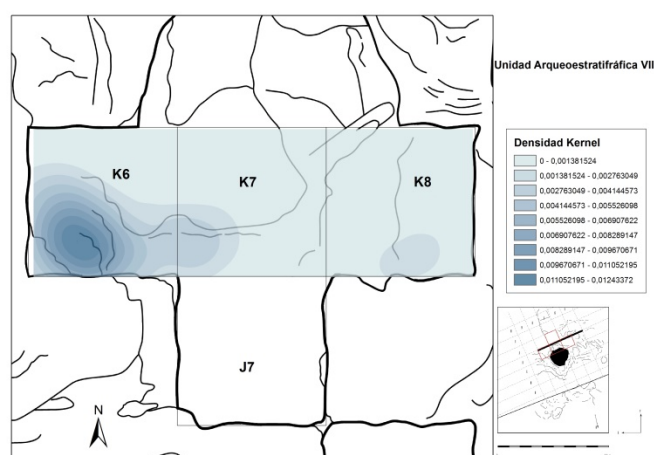 Unidad Arqueoestratifráfica VII
K6
K7
K8
J7
N
Densidad Kernel
0 - 0,001381524
0,001381524 - 0,002763049
0,002763049 - 0,004144573
0,004144573 - 0,005526098
0,005526098 - 0,006907622
0,006907622 - 0,008289147
0,008289147 - 0,009670671
0,009670671 - 0,011052195
0,011052195 - 0,01243372